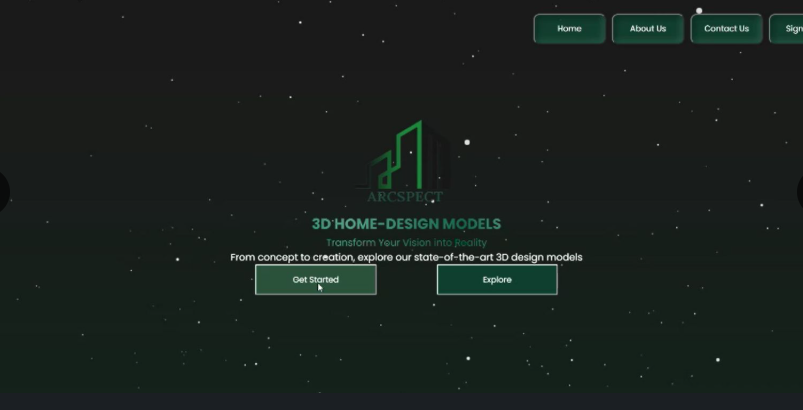 Home About Us Contact Us Sign
ARCSPECT
3D HOME-DESIGN MODELS
Transform Your Vision into Reality
From concept to creation, explore our state-of-the-art 3D design models
Get Started Explore